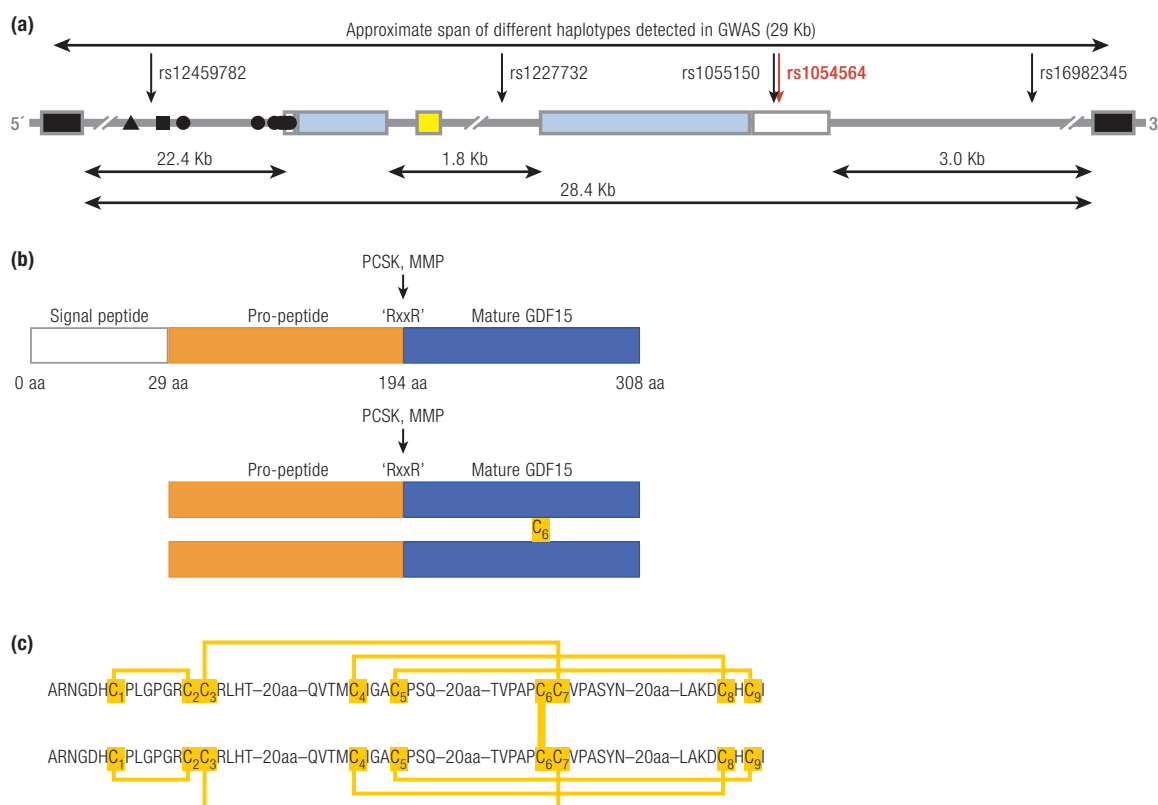 (a)
Approximate span of different haplotypes detected in GWAS (29 Kb)
rs12459782
rs1227732
rs1055150
rs1054564
rs16982345
5´
3
22.4 Kb
1.8 Kb
3.0 Kb
28.4 Kb
(b)
PCSK, MMP
Signal peptide
Pro-peptide
‘RxxR’
Mature GDF15
0 aa
29 aa
194 aa
308 aa
PCSK, MMP
Pro-peptide
‘RxxR’
Mature GDF15
C6
(c)
ARNGDHC1PLGPGRC2C3RLHT–20aa–QVTMC4IGAC5PSQ–20aa–TVPAPC6C7VPASYN–20aa–LAKDC8HC9I
ARNGDHC1PLGPGRC2C3RLHT–20aa–QVTMC4IGAC5PSQ–20aa–TVPAPC6C7VPASYN–20aa–LAKDC8HC9I